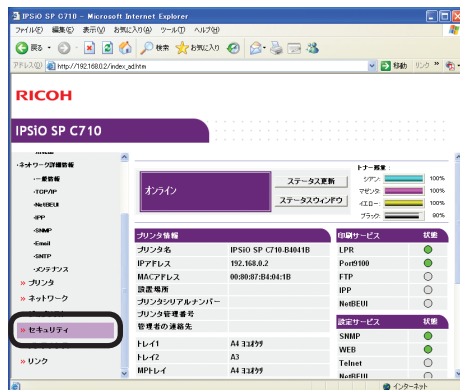 IPSiO SP C710 - Microsoft Internet Explorer
ファイル(F) 編集(E) 表示(V) お気に入り(A) ツール(T) ヘルプ(H)
戻る 検索 お気に入り
アドレス(D) http://192.168.0.2/index_ad.htm 移動 リンク »
RICOH
IPSiO SP C710
・ネットワーク詳細情報
・一般情報
・TCP/IP
・NetBEUI
・IPP
・SNMP
・Email
・SNTP
・メンテナンス
» プリンタ
» ネットワーク
» セキュリティ
» リンク
オンライン
ステータス更新
ステータスウィンドウ
トナー残量:
シアン: 100%
マゼンタ: 100%
イエロー: 100%
ブラック: 90%
プリンタ情報
プリンタ名 IPSiO SP C710-B4041B
IPアドレス 192.168.0.2
MACアドレス 00:80:87:B4:04:1B
設置場所
プリンタシリアルナンバー
プリンタ管理番号
管理者の連絡先
トレイ1 A4 ヨコオクリ
トレイ2 A3
MPトレイ A4 ヨコオクリ
印刷サービス 状態
LPR
Port9100
FTP
IPP
NetBEUI
設定サービス 状態
SNMP
WEB
Telnet
NetBEUI
インターネット